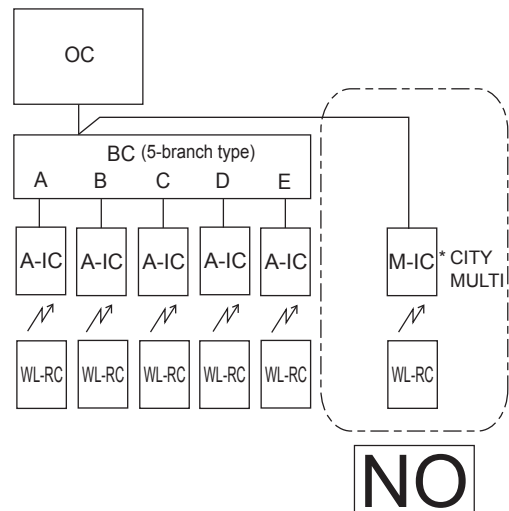 OC
BC (5-branch type)
A B C D E
A-IC A-IC A-IC A-IC A-IC M-IC * CITY
MULTI
WL-RC WL-RC WL-RC WL-RC WL-RC WL-RC
NO